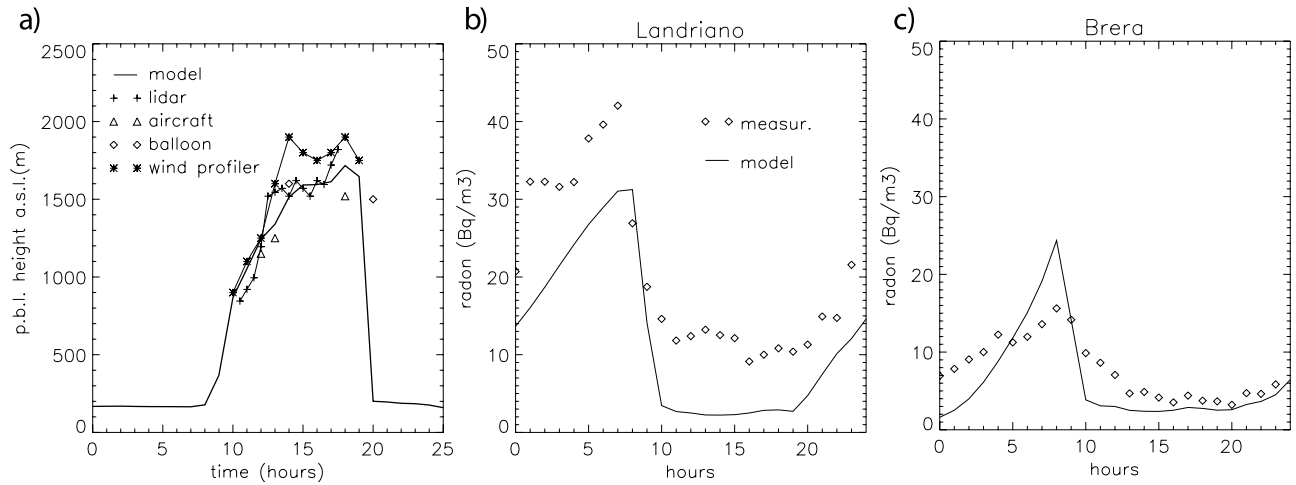 a)
2500
2000
1500
1000
500
0
p.b.l. height a.s.l.(m)
model
lidar
aircraft
balloon
wind profiler
0 5 10 15 20 25
time (hours)
b)
Landriano
50
40
30
20
10
0
radon (Bq/m3)
measur.
model
0 5 10 15 20
hours
c)
Brera
50
40
30
20
10
0
radon (Bq/m3)
0 5 10 15 20
hours